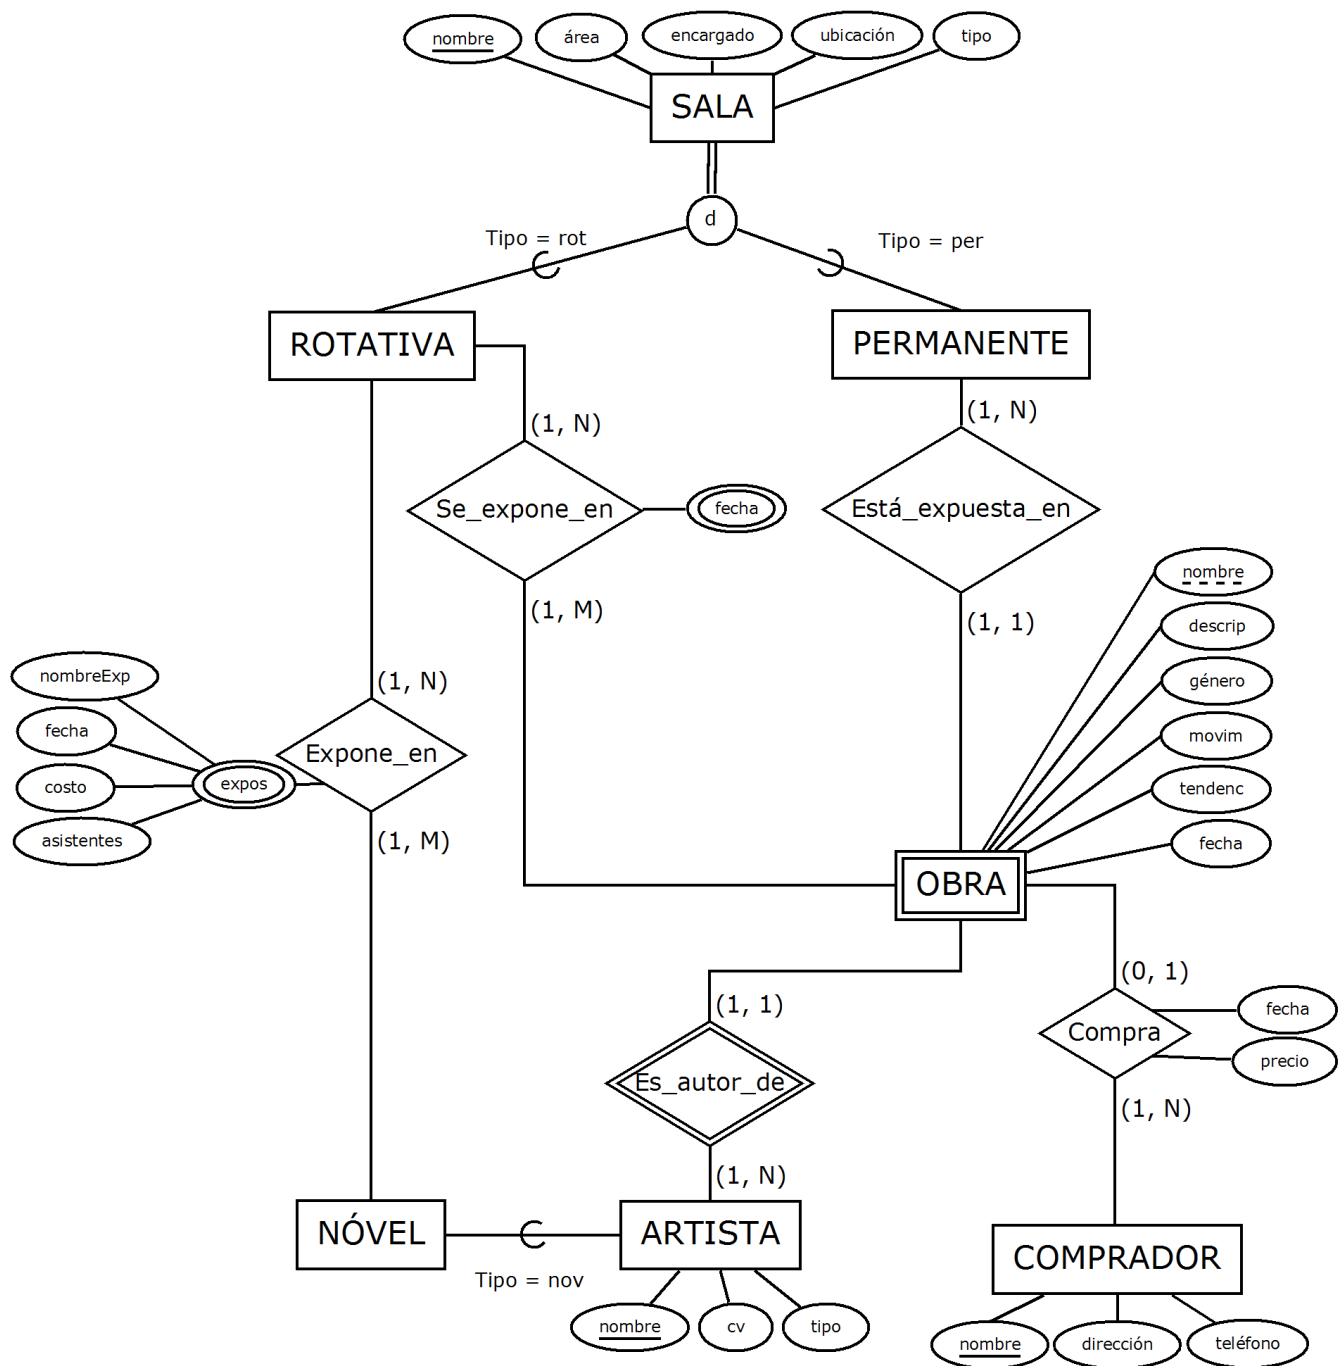 nombre
área
encargado
ubicación
tipo
SALA
d
Tipo = rot
Tipo = per
ROTATIVA
PERMANENTE
(1, N)
(1, N)
Se_expone_en
fecha
Está_expuesta_en
(1, M)
(1, 1)
nombre
descrip
género
movim
tendenc
fecha
nombreExp
fecha
costo
asistentes
expos
(1, N)
Expone_en
(1, M)
OBRA
(1, 1)
Es_autor_de
(1, N)
(0, 1)
Compra
fecha
precio
(1, N)
NÓVEL
Tipo = nov
ARTISTA
nombre
cv
tipo
COMPRADOR
nombre
dirección
teléfono